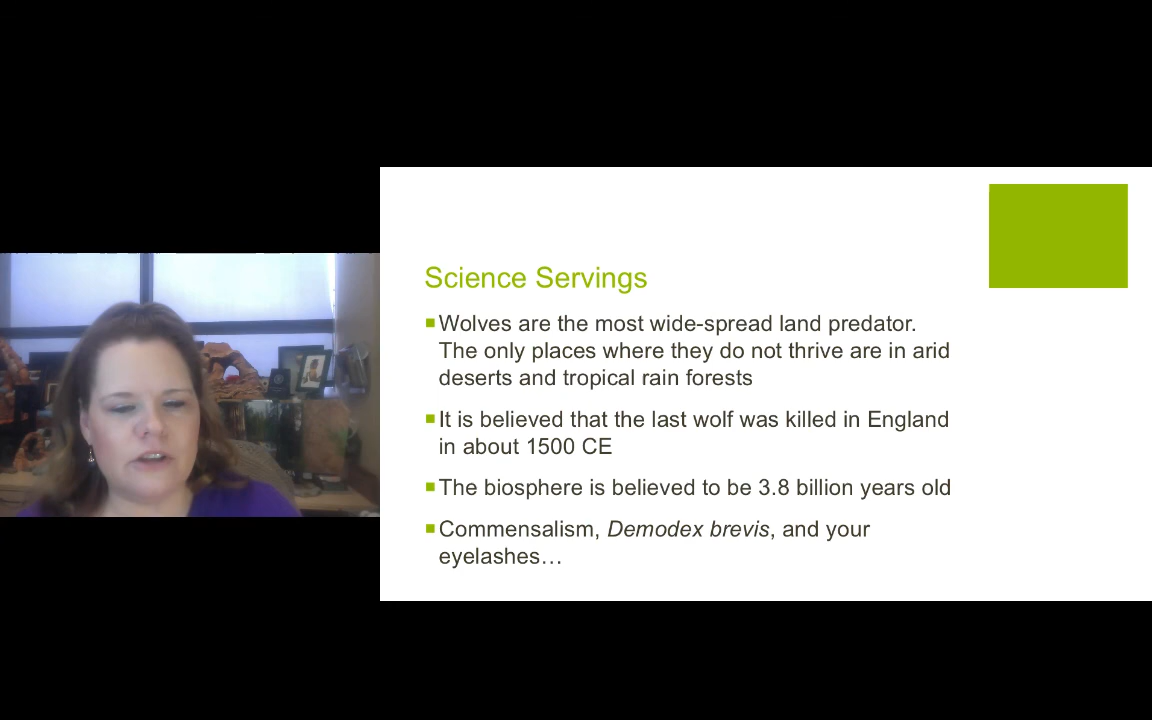 Science Servings
Wolves are the most wide-spread land predator.
The only places where they do not thrive are in arid
deserts and tropical rain forests
It is believed that the last wolf was killed in England
in about 1500 CE
The biosphere is believed to be 3.8 billion years old
Commensalism, Demodex brevis, and your
eyelashes…